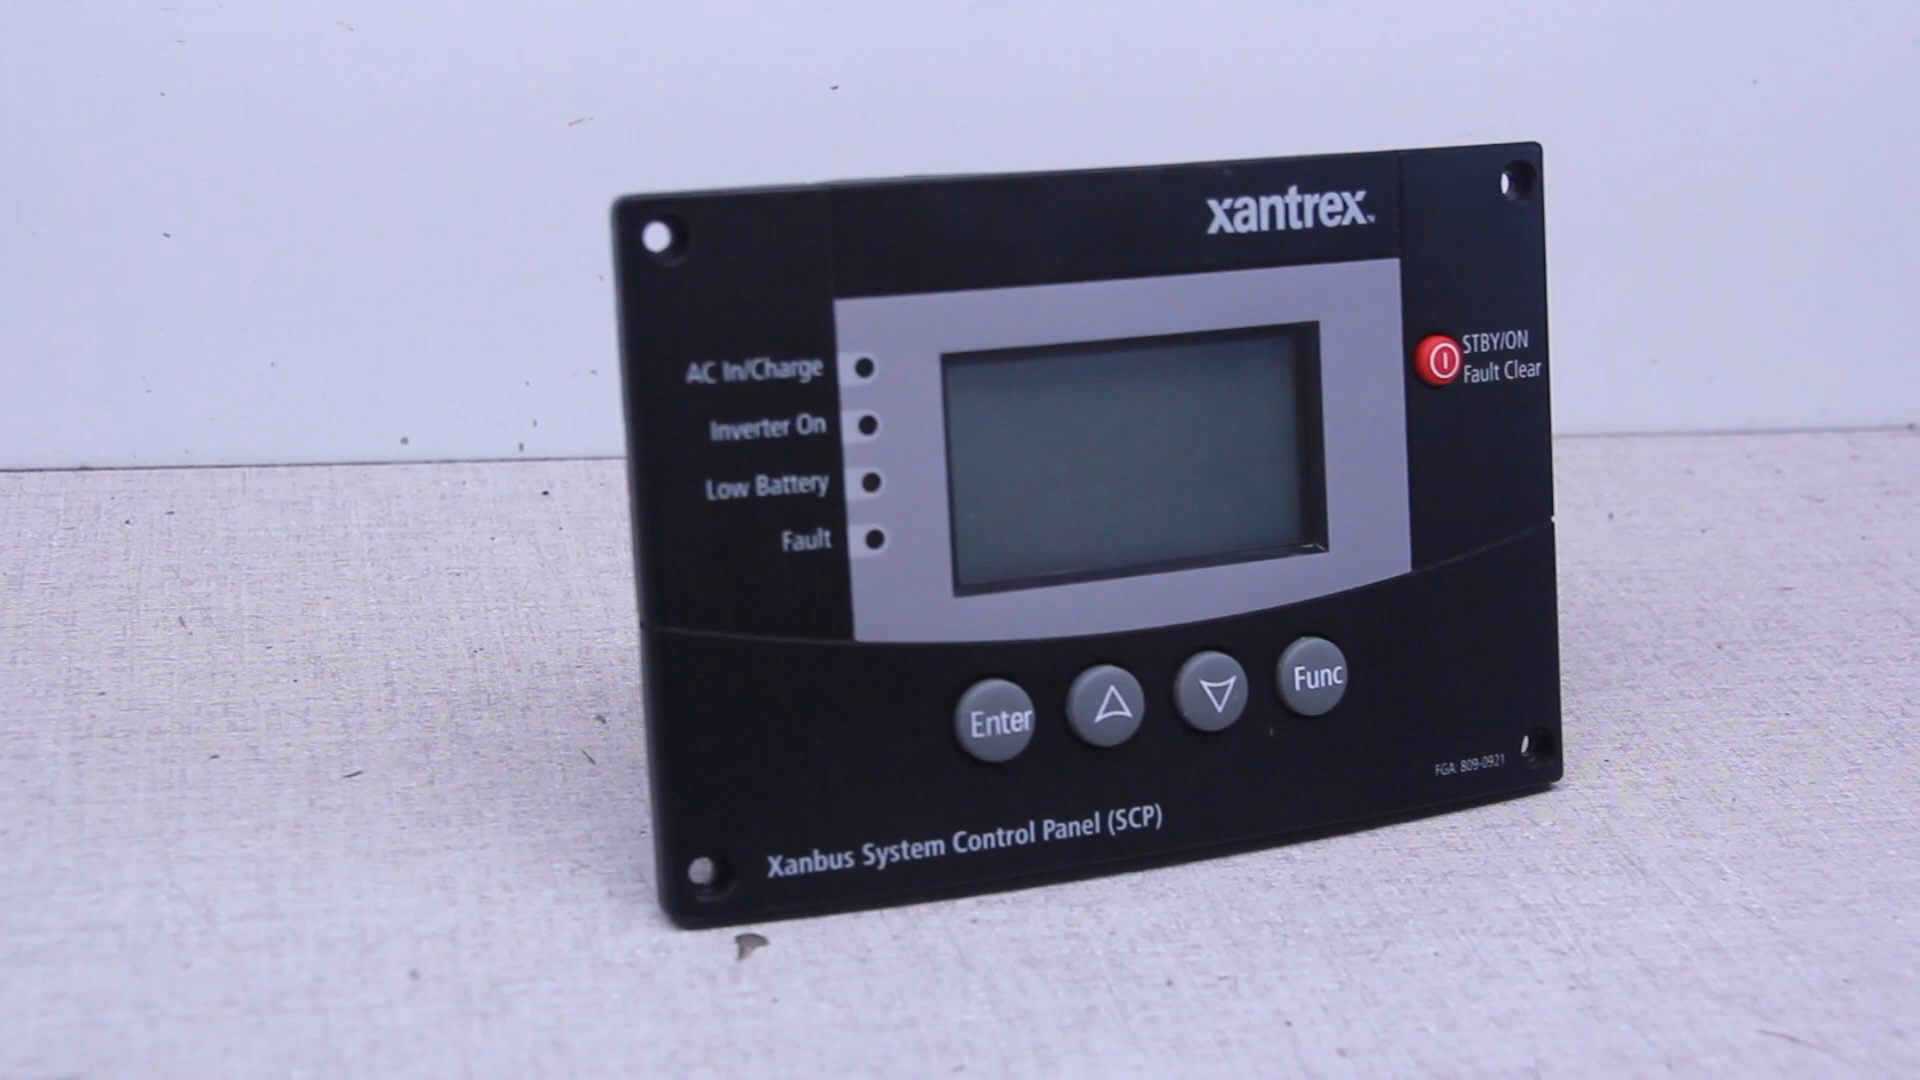 xantrex™
AC In/Charge
Inverter On
Low Battery
Fault
STBY/ON
Fault Clear
Enter
Func
FGA: 809-0921
Xanbus System Control Panel (SCP)